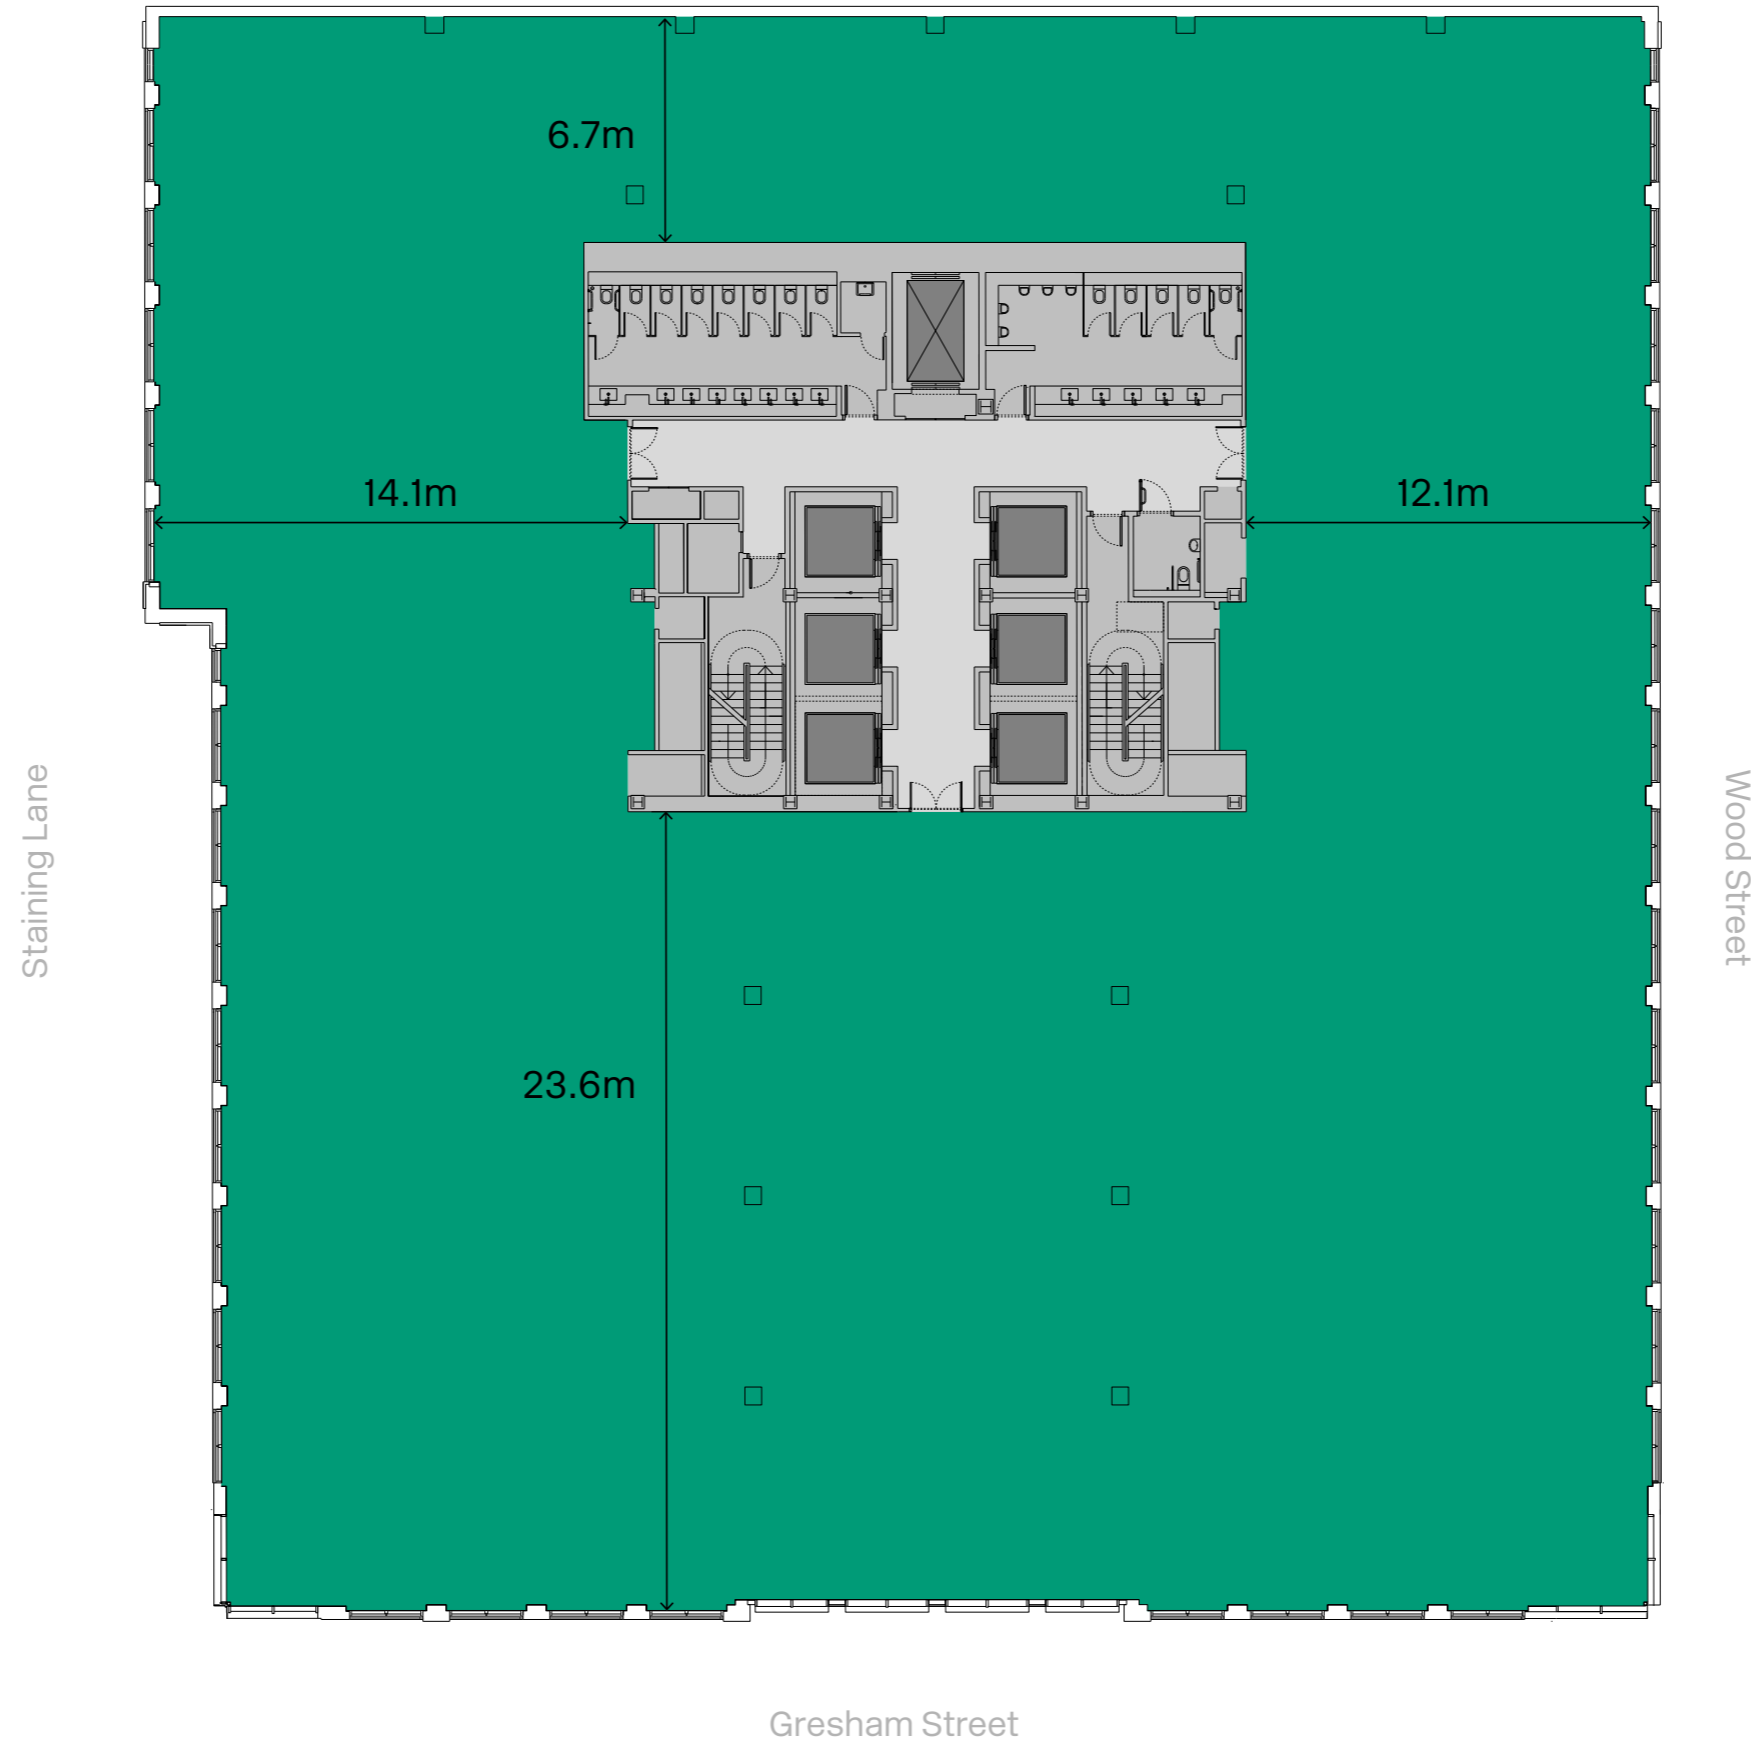 6.7m
14.1m
12.1m
Staining Lane
Wood Street
23.6m
Gresham Street